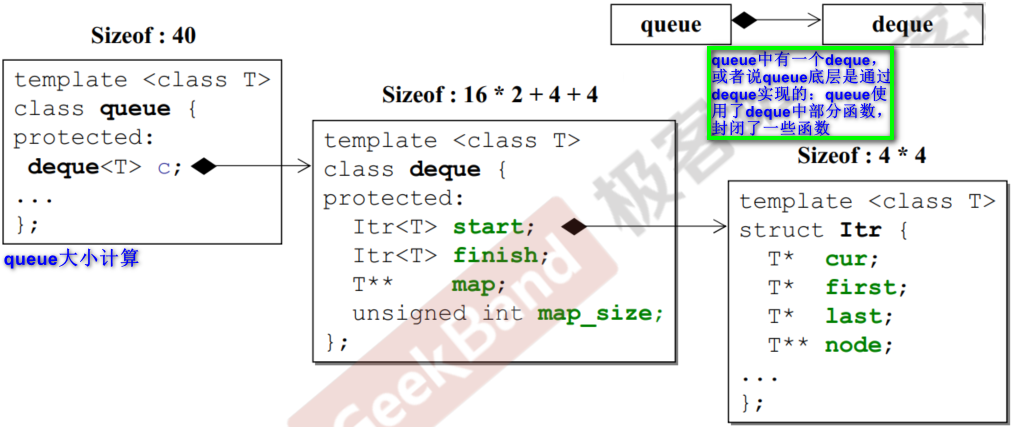 queue
deque
Sizeof : 40
queue中有一个deque，
或者说queue底层是通过
deque实现的：queue使
用了deque中部分函数，
封闭了一些函数
template <class T>
class queue {
protected:
deque<T> c;
...
};
queue大小计算
Sizeof : 16 * 2 + 4 + 4
template <class T>
class deque {
protected:
Itr<T> start;
Itr<T> finish;
T** map;
unsigned int map_size;
};
Sizeof : 4 * 4
template <class T>
struct Itr {
T* cur;
T* first;
T* last;
T** node;
...
};
GeekBand
极客